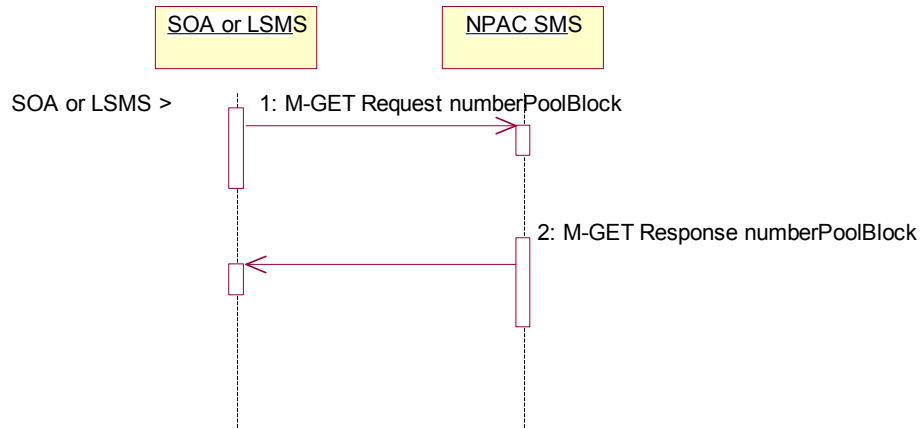 SOA or LSMS
NPAC SMS
SOA or LSMS >
1: M-GET Request numberPoolBlock
2: M-GET Response numberPoolBlock